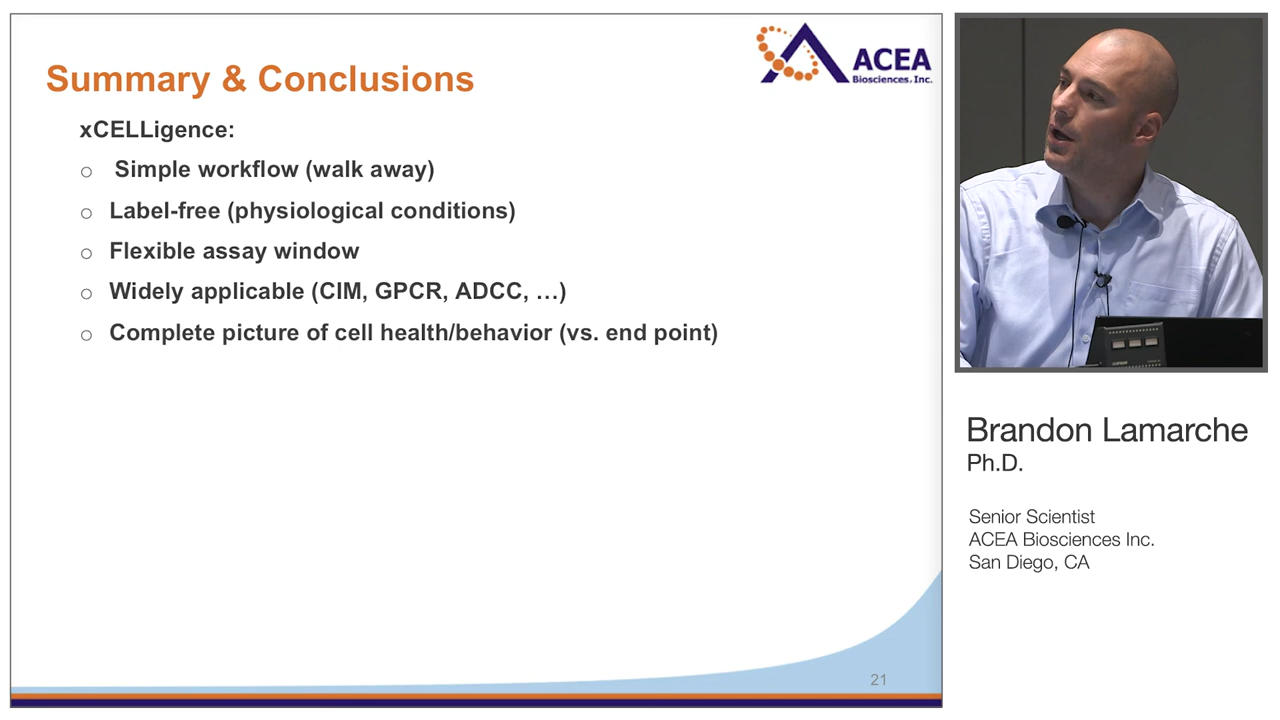 ACEA
Biosciences, Inc.
Summary & Conclusions
xCELLigence:
○ Simple workflow (walk away)
○ Label-free (physiological conditions)
○ Flexible assay window
○ Widely applicable (CIM, GPCR, ADCC, …)
○ Complete picture of cell health/behavior (vs. end point)
21
Brandon Lamarche
Ph.D.
Senior Scientist
ACEA Biosciences Inc.
San Diego, CA